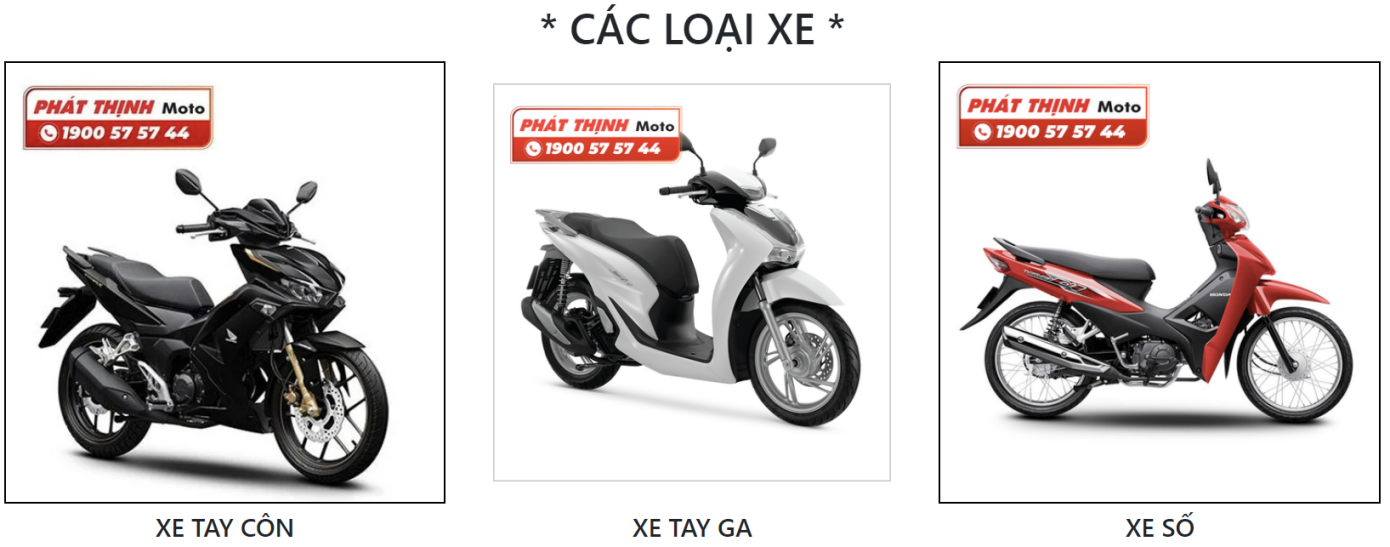 * CÁC LOẠI XE *
PHÁT THỊNH Moto
1900 57 57 44
PHÁT THỊNH Moto
1900 57 57 44
PHÁT THỊNH Moto
1900 57 57 44
HONDA
XE TAY CÔN
XE TAY GA
XE SỐ